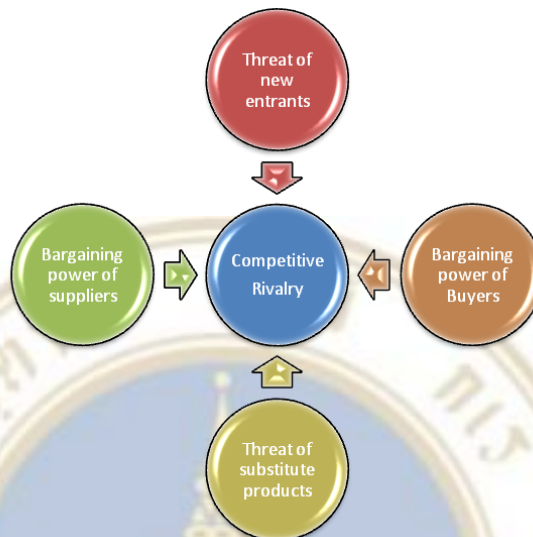 Threat of
new
entrants
Bargaining
power of
suppliers
Competitive
Rivalry
Bargaining
power of
Buyers
Threat of
substitute
products